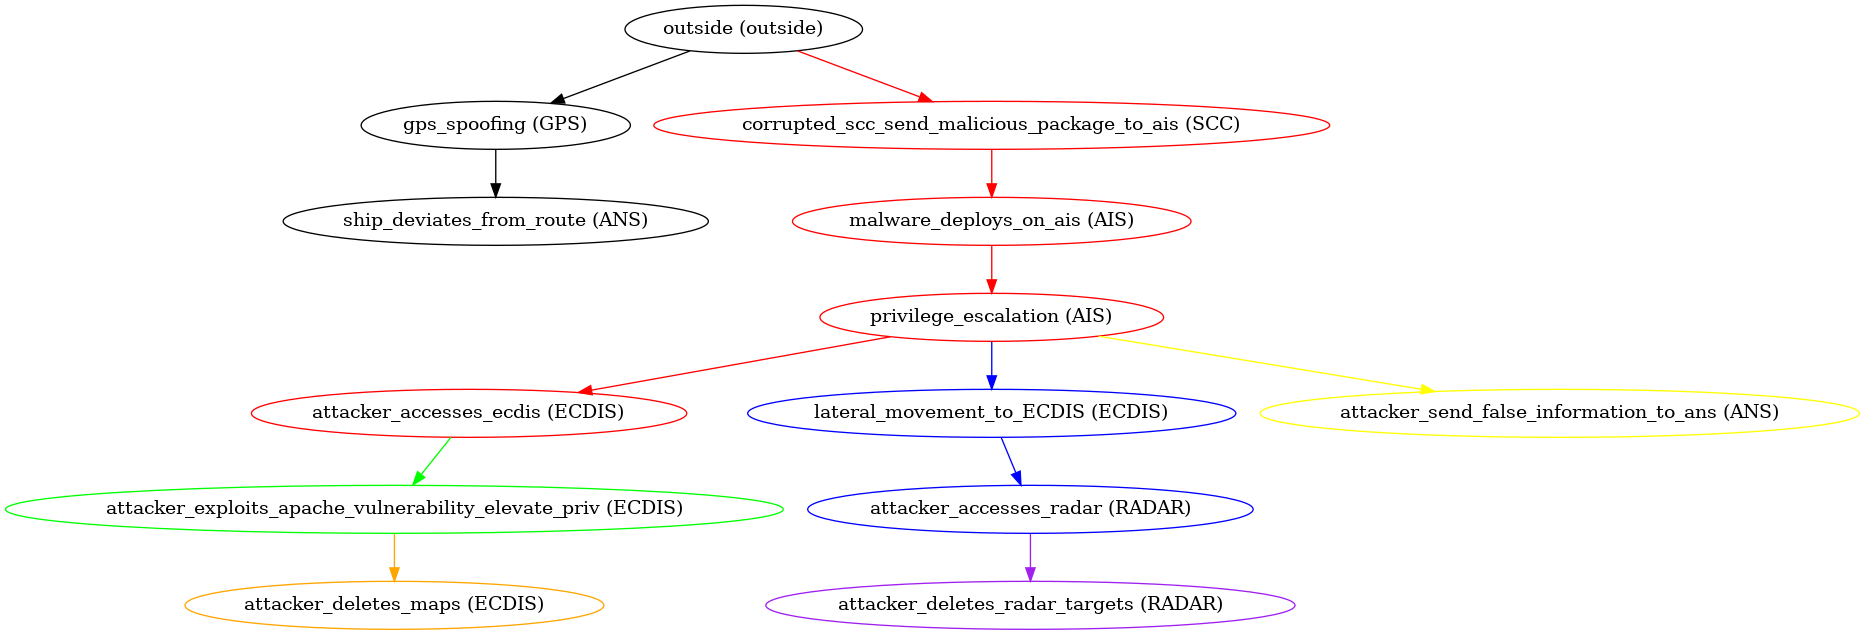 outside (outside)
gps_spoofing (GPS)
corrupted_scc_send_malicious_package_to_ais (SCC)
ship_deviates_from_route (ANS)
malware_deploys_on_ais (AIS)
privilege_escalation (AIS)
attacker_accesses_ecdis (ECDIS)
lateral_movement_to_ECDIS (ECDIS)
attacker_send_false_information_to_ans (ANS)
attacker_exploits_apache_vulnerability_elevate_priv (ECDIS)
attacker_accesses_radar (RADAR)
attacker_deletes_maps (ECDIS)
attacker_deletes_radar_targets (RADAR)